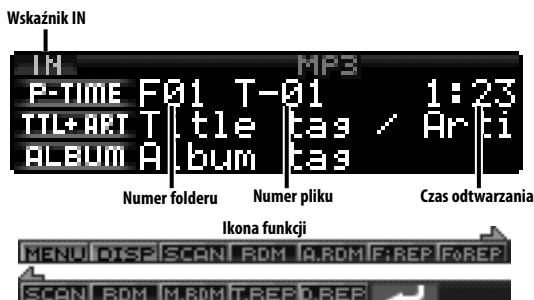 Wskaźnik IN
IN MP3
P-TIME F01 T-01 1:23
TTL+ART Title tag / Arti
ALBUM Album tag
Numer folderu Numer pliku Czas odtwarzania
Ikona funkcji
MENU DISP SCAN RDM A.RDM F:REP FoREP
SCAN RDM M.RDM T.REP D.REP